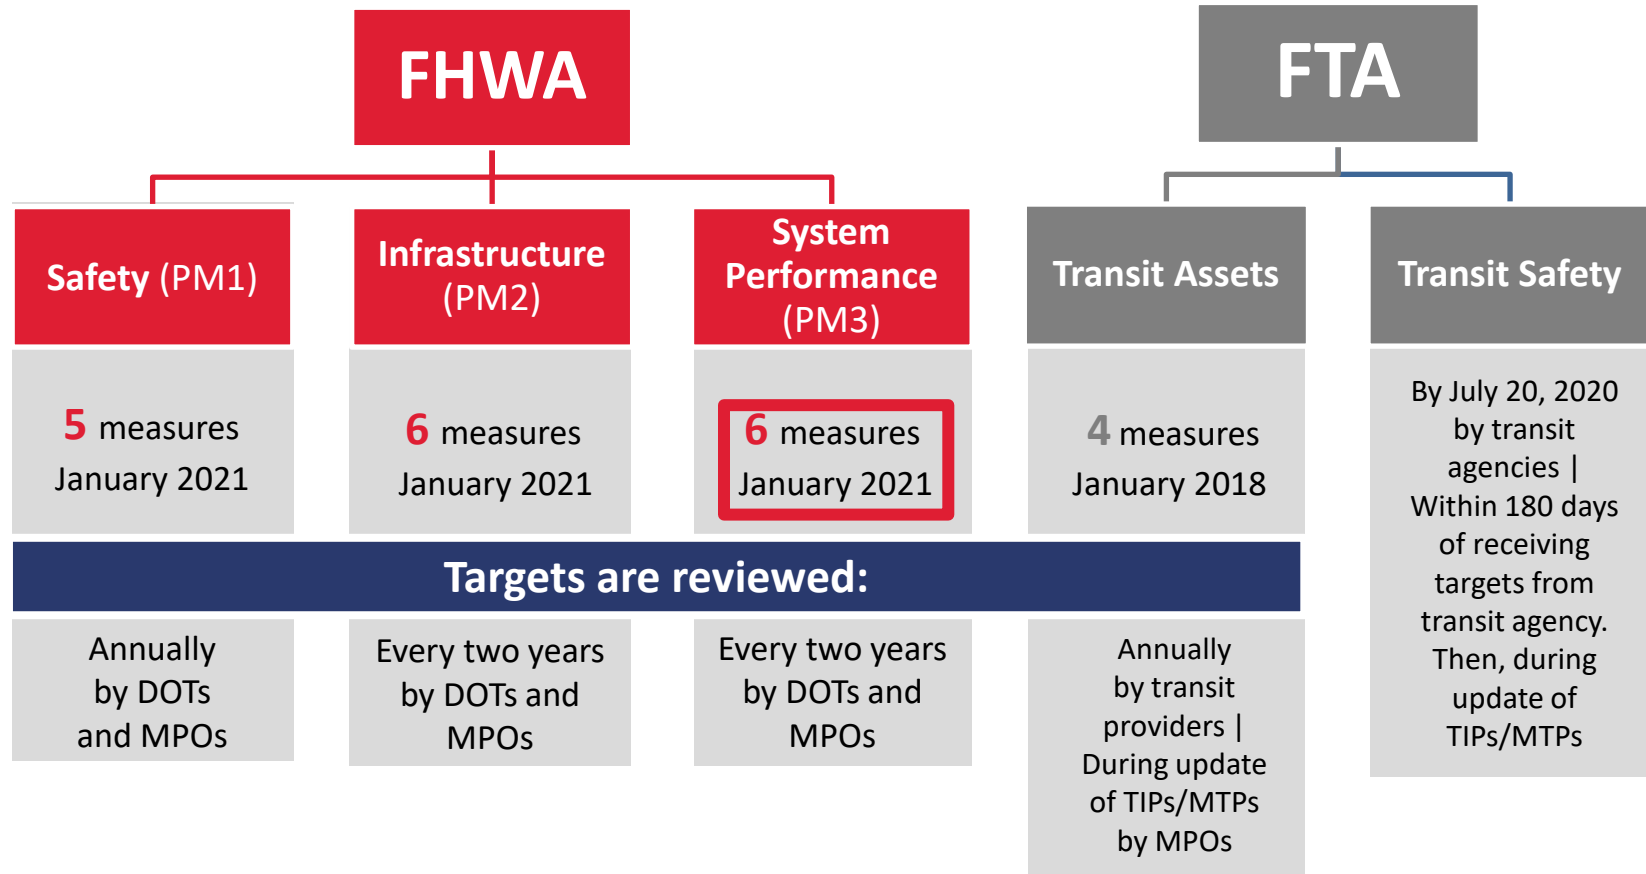 FHWA
FTA
Safety (PM1)
Infrastructure
(PM2)
System
Performance
(PM3)
Transit Assets
Transit Safety
5 measures
January 2021
6 measures
January 2021
6 measures
January 2021
4 measures
January 2018
By July 20, 2020
by transit
agencies |
Within 180 days
of receiving
targets from
transit agency.
Then, during
update of
TIPs/MTPs
Targets are reviewed:
Annually
by DOTs
and MPOs
Every two years
by DOTs and
MPOs
Every two years
by DOTs and
MPOs
Annually
by transit
providers |
During update
of TIPs/MTPs
by MPOs